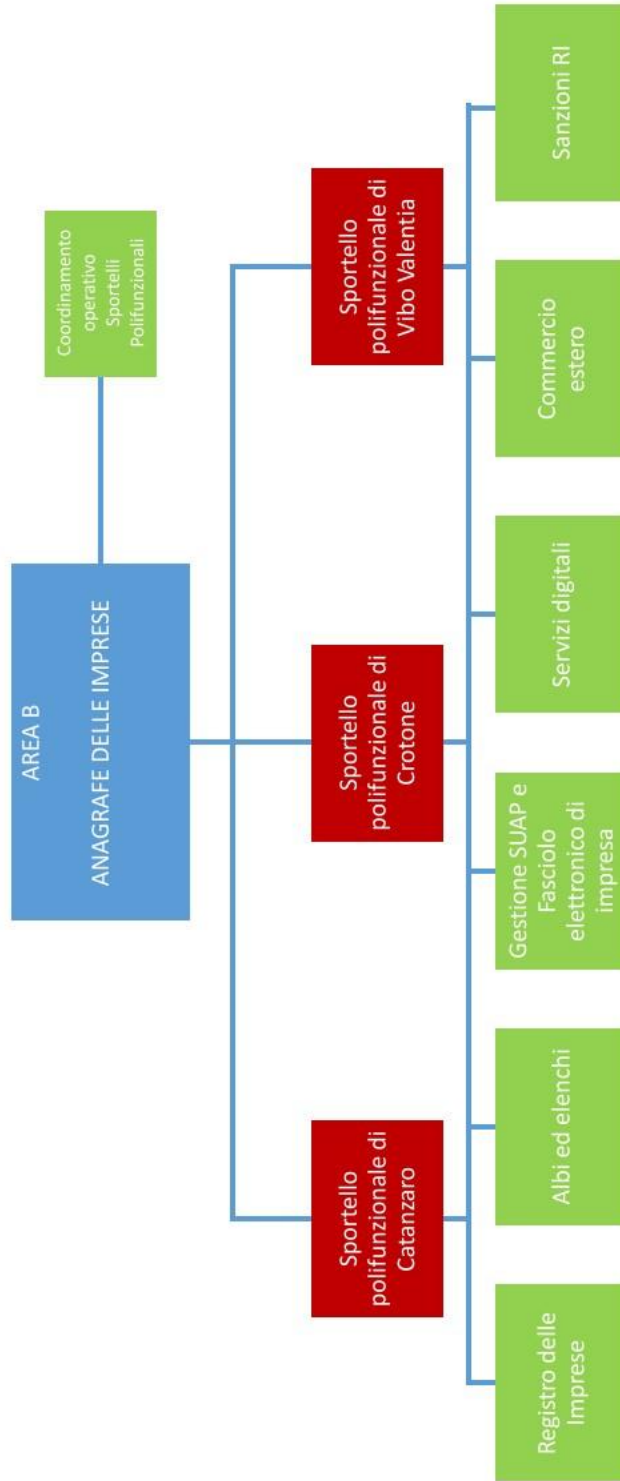 AREA B
ANAGRAFE DELLE IMPRESE
Coordinamento
operativo
Sportelli
Polifunzionali
Sportello
polifunzionale di
Catanzaro
Sportello
polifunzionale di
Crotone
Sportello
polifunzionale di
Vibo Valentia
Registro delle
Imprese
Albi ed elenchi
Gestione SUAP e
Fasciolo
elettronico di
impresa
Servizi digitali
Commercio
estero
Sanzioni RI